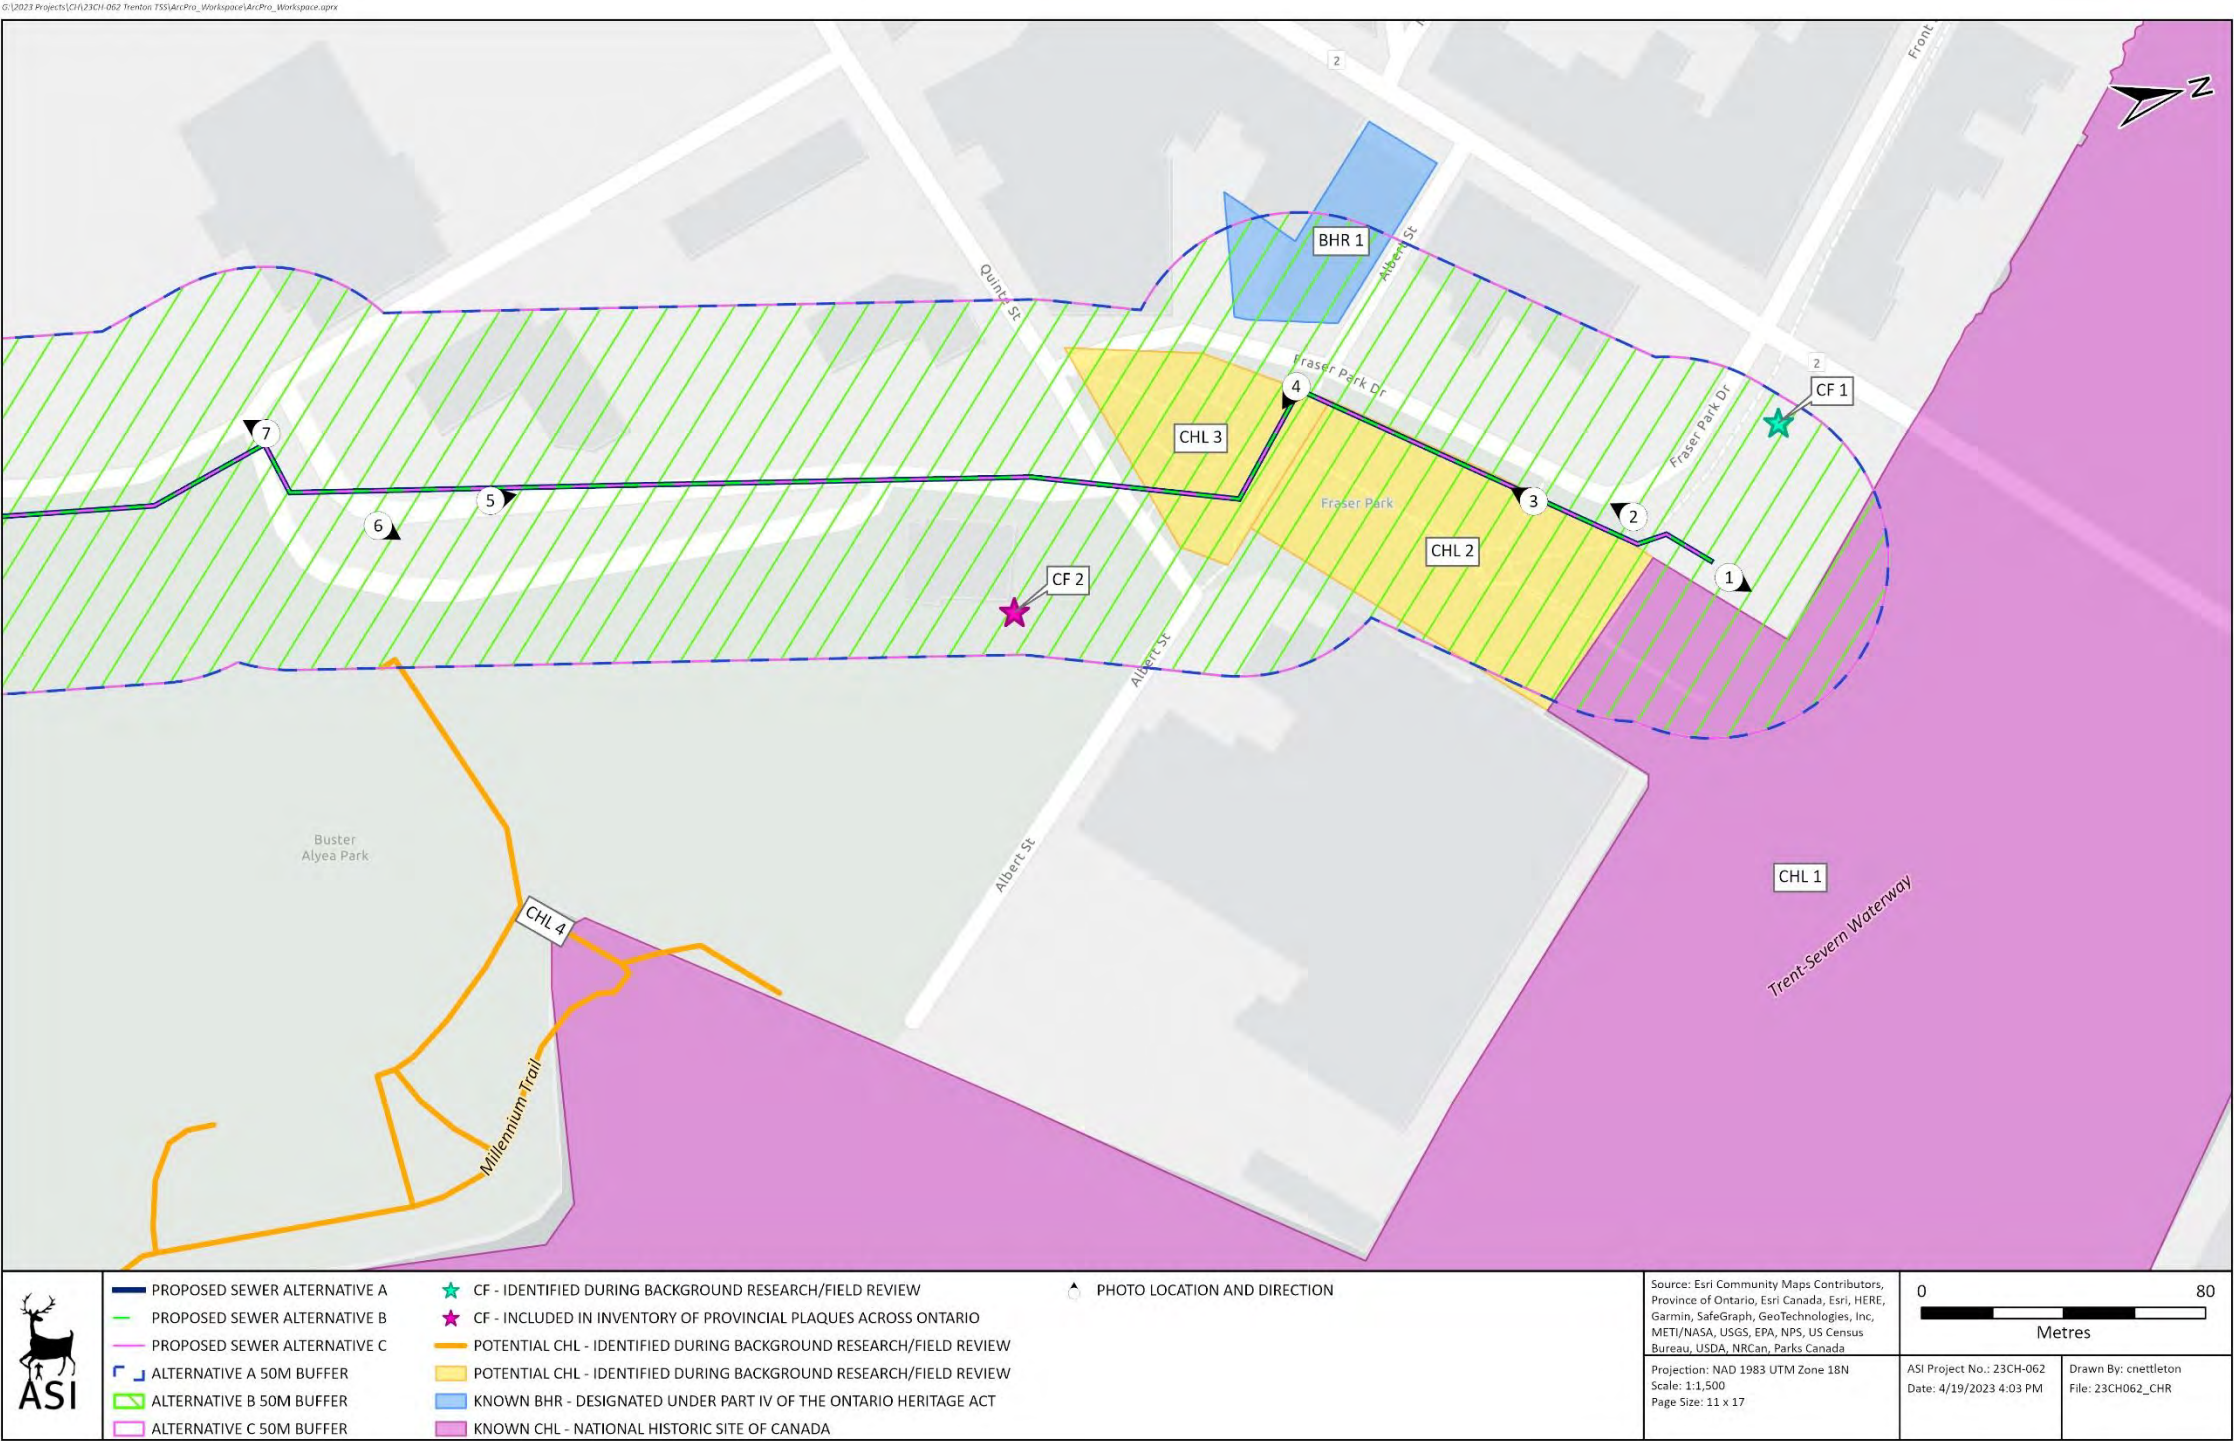 G:\2023 Projects\CH\23CH-062 Trenton TSS\ArcPro_Workspace\ArcPro_Workspace.aprx
2
Front
N
Quinte St
BHR 1
Albert St
Fraser Park Dr
2
CF 1
4
Fraser Park Dr
7
CHL 3
5
Fraser Park
3
6
2
CHL 2
CF 2
1
Albert St
Buster
Alyea Park
Albert St
CHL 1
CHL 4
Trent-Severn Waterway
Millennium Trail
ASI
PROPOSED SEWER ALTERNATIVE A
PROPOSED SEWER ALTERNATIVE B
PROPOSED SEWER ALTERNATIVE C
ALTERNATIVE A 50M BUFFER
ALTERNATIVE B 50M BUFFER
ALTERNATIVE C 50M BUFFER
CF - IDENTIFIED DURING BACKGROUND RESEARCH/FIELD REVIEW
CF - INCLUDED IN INVENTORY OF PROVINCIAL PLAQUES ACROSS ONTARIO
POTENTIAL CHL - IDENTIFIED DURING BACKGROUND RESEARCH/FIELD REVIEW
POTENTIAL CHL - IDENTIFIED DURING BACKGROUND RESEARCH/FIELD REVIEW
KNOWN BHR - DESIGNATED UNDER PART IV OF THE ONTARIO HERITAGE ACT
KNOWN CHL - NATIONAL HISTORIC SITE OF CANADA
PHOTO LOCATION AND DIRECTION
Source: Esri Community Maps Contributors,
Province of Ontario, Esri Canada, Esri, HERE,
Garmin, SafeGraph, GeoTechnologies, Inc,
METI/NASA, USGS, EPA, NPS, US Census
Bureau, USDA, NRCan, Parks Canada
0 80
Metres
Projection: NAD 1983 UTM Zone 18N
Scale: 1:1,500
Page Size: 11 x 17
ASI Project No.: 23CH-062
Date: 4/19/2023 4:03 PM
Drawn By: cnettleton
File: 23CH062_CHR